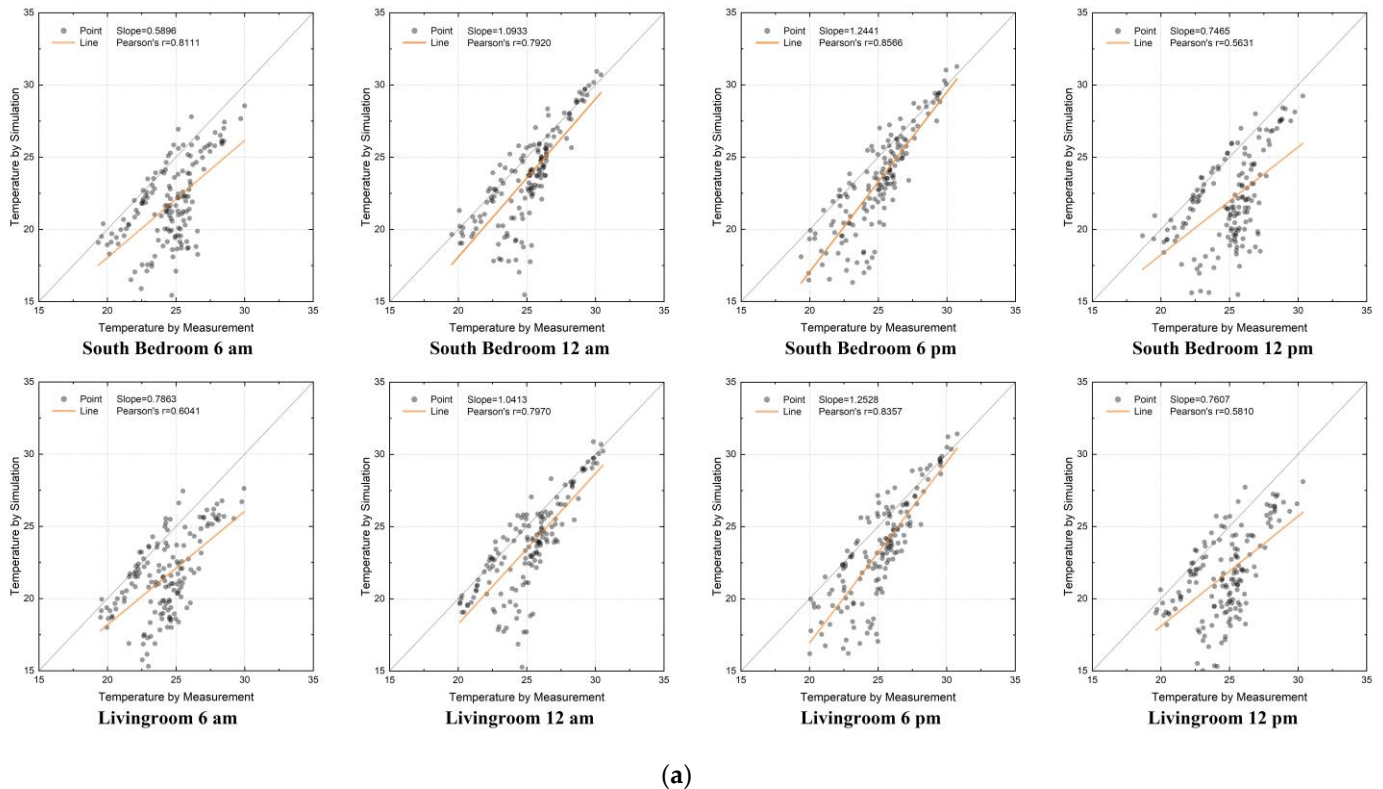 Point Slope=0.5896
Line Pearson's r=0.8111
35
30
25
20
15
Temperature by Simulation
15 20 25 30 35
Temperature by Measurement
South Bedroom 6 am
Point Slope=1.0933
Line Pearson's r=0.7920
35
30
25
20
15
Temperature by Simulation
15 20 25 30 35
Temperature by Measurement
South Bedroom 12 am
Point Slope=1.2441
Line Pearson's r=0.8566
35
30
25
20
15
Temperature by Simulation
15 20 25 30 35
Temperature by Measurement
South Bedroom 6 pm
Point Slope=0.7465
Line Pearson's r=0.5631
35
30
25
20
15
Temperature by Simulation
15 20 25 30 35
Temperature by Measurement
South Bedroom 12 pm
Point Slope=0.7863
Line Pearson's r=0.6041
35
30
25
20
15
Temperature by Simulation
15 20 25 30 35
Temperature by Measurement
Livingroom 6 am
Point Slope=1.0413
Line Pearson's r=0.7970
35
30
25
20
15
Temperature by Simulation
15 20 25 30 35
Temperature by Measurement
Livingroom 12 am
Point Slope=1.2528
Line Pearson's r=0.8357
35
30
25
20
15
Temperature by Simulation
15 20 25 30 35
Temperature by Measurement
Livingroom 6 pm
Point Slope=0.7607
Line Pearson's r=0.5810
35
30
25
20
15
Temperature by Simulation
15 20 25 30 35
Temperature by Measurement
Livingroom 12 pm
(a)